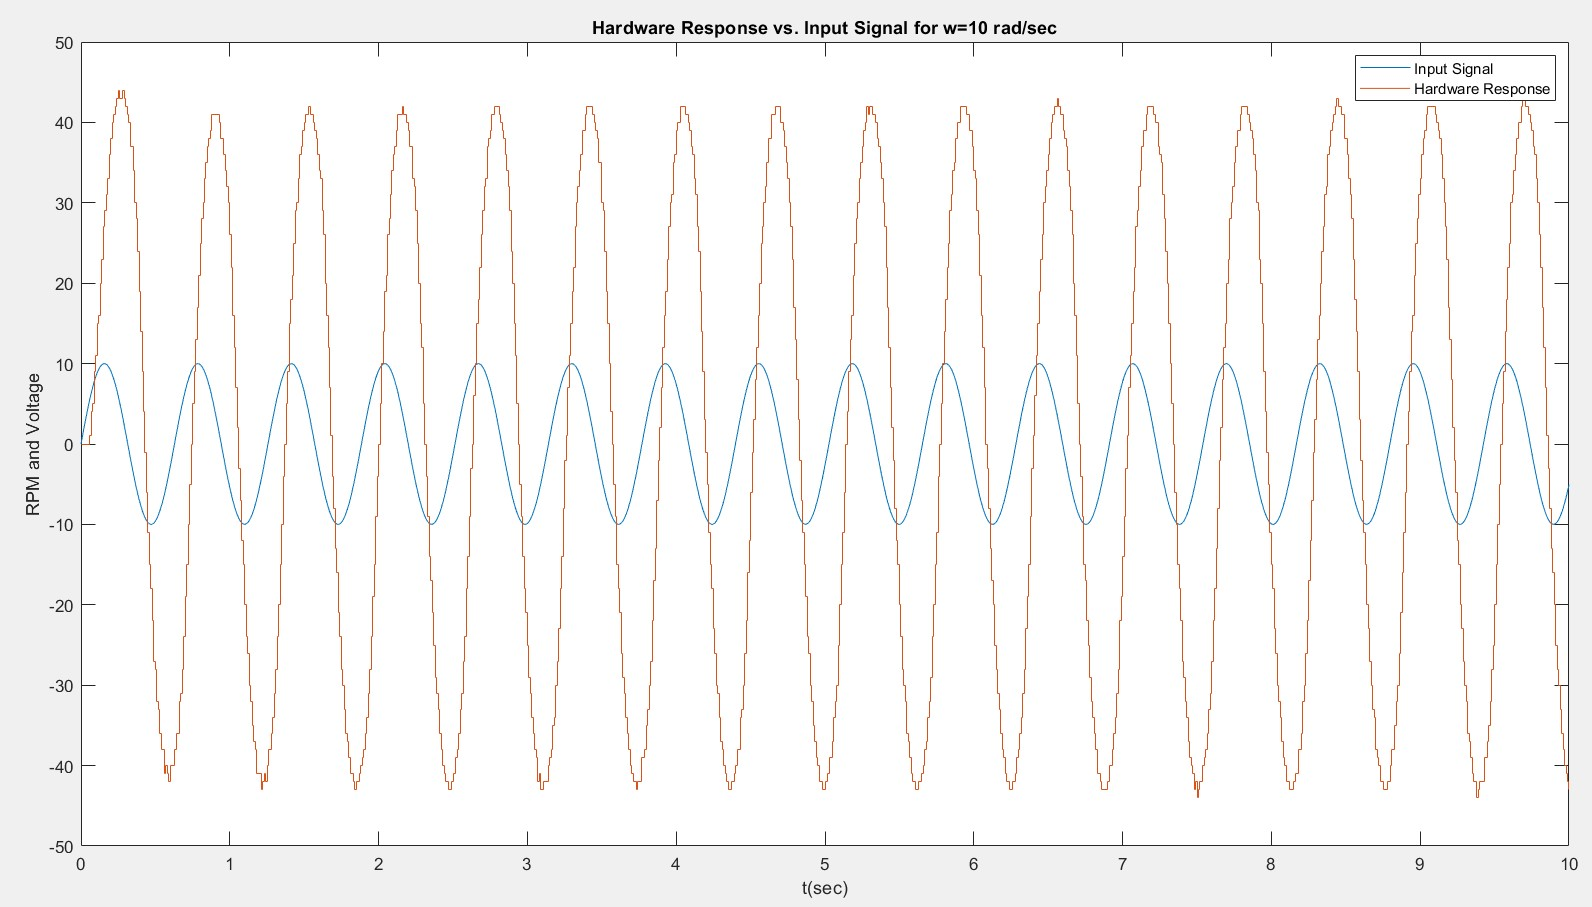 Hardware Response vs. Input Signal for w=10 rad/sec
Input Signal
Hardware Response
RPM and Voltage
50
40
30
20
10
0
-10
-20
-30
-40
-50
0 1 2 3 4 5 6 7 8 9 10
t(sec)